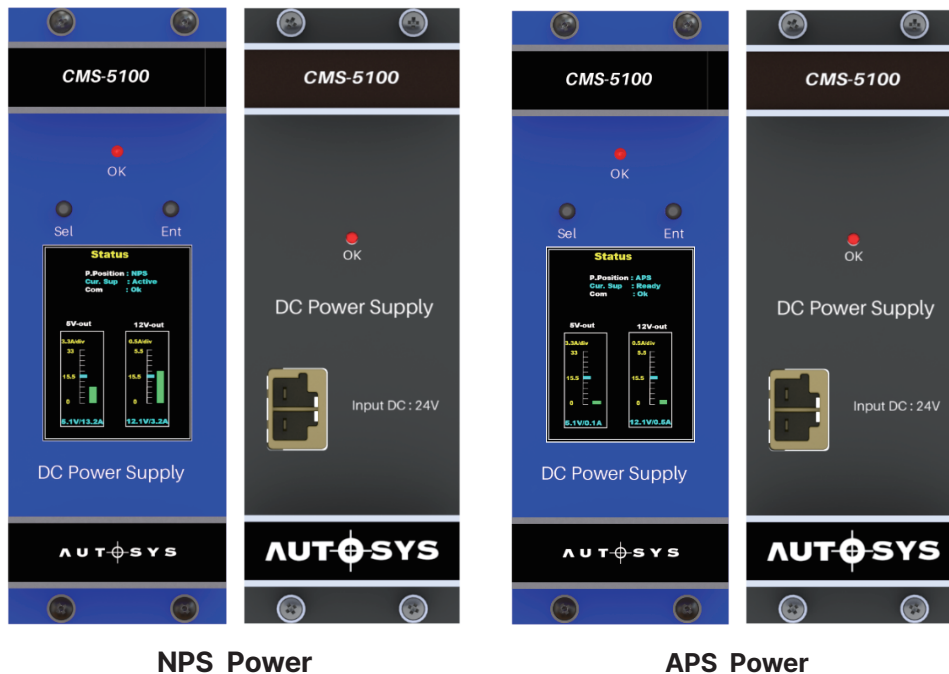 CMS-5100
OK
Sel Ent
Status
P.Position : NPS
Cur. Sup : Active
Com : Ok
5V-out 12V-out
3.3A/div 0.5A/div
33 5.5
15.5 15.5
0 0
5.1V/13.2A 12.1V/3.2A
DC Power Supply
AUTOSYS
CMS-5100
OK
DC Power Supply
Input DC : 24V
AUTOSYS
NPS Power
CMS-5100
OK
Sel Ent
Status
P.Position : APS
Cur. Sup : Ready
Com : Ok
5V-out 12V-out
3.3A/div 0.5A/div
33 5.5
15.5 15.5
0 0
5.1V/0.1A 12.1V/0.5A
DC Power Supply
AUTOSYS
CMS-5100
OK
DC Power Supply
Input DC : 24V
AUTOSYS
APS Power